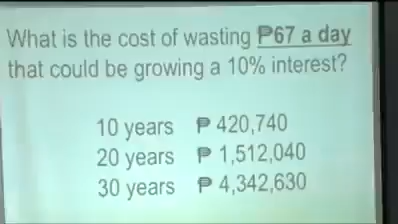 What is the cost of wasting ₱67 a day
that could be growing a 10% interest?
10 years ₱ 420,740
20 years ₱ 1,512,040
30 years ₱ 4,342,630